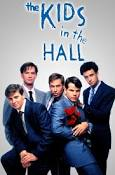 the KIDS
in the
HALL